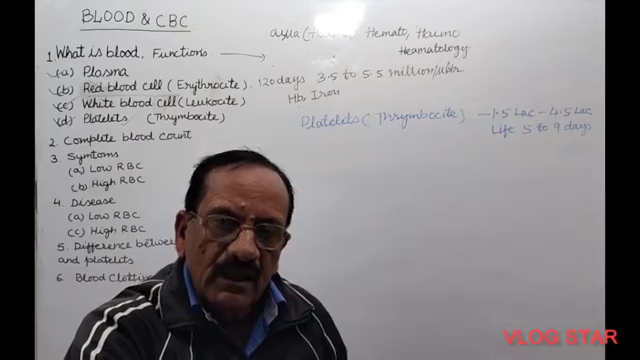 BLOOD & CBC
Hemato, Haemo
Heamatology
1. What is blood, Functions
(a) Plasma
(b) Red blood cell (Erythrocite) 120 days 3.5 to 5.5 million/
Hb Iron
(c) White blood cell (Leukocite)
(d) Platelets (Thrymbocite)
Platelets (Thrymbocite) — 1.5 Lac - 4.5 Lac
Life 5 to 9 days
2. Complete blood count
3. Symtoms
(a) Low RBC
(b) High RBC
4. Disease
(a) Low RBC
(c) High RBC
5. Difference between
and platelets
6. Blood Clotting
VLOG STAR